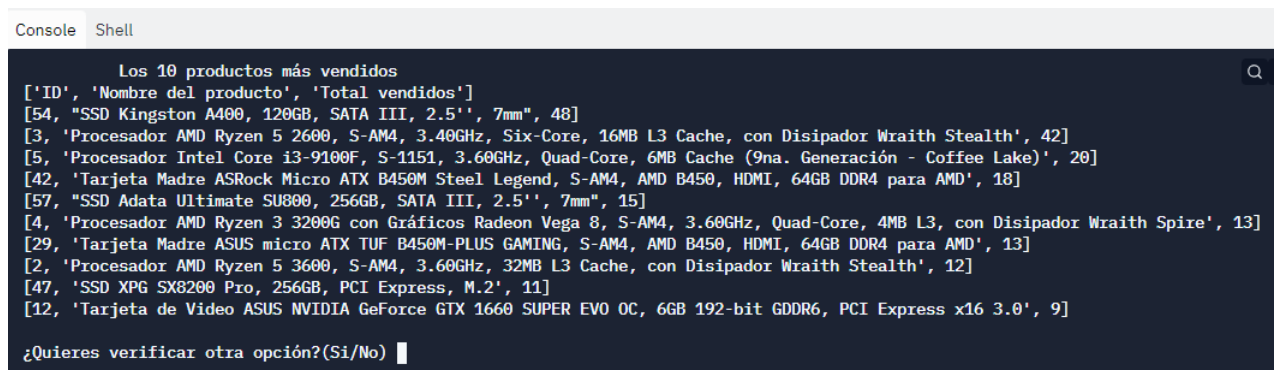 Console Shell
Los 10 productos más vendidos
['ID', 'Nombre del producto', 'Total vendidos']
[54, "SSD Kingston A400, 120GB, SATA III, 2.5'', 7mm", 48]
[3, 'Procesador AMD Ryzen 5 2600, S-AM4, 3.40GHz, Six-Core, 16MB L3 Cache, con Disipador Wraith Stealth', 42]
[5, 'Procesador Intel Core i3-9100F, S-1151, 3.60GHz, Quad-Core, 6MB Cache (9na. Generación - Coffee Lake)', 20]
[42, 'Tarjeta Madre ASRock Micro ATX B450M Steel Legend, S-AM4, AMD B450, HDMI, 64GB DDR4 para AMD', 18]
[57, "SSD Adata Ultimate SU800, 256GB, SATA III, 2.5'', 7mm", 15]
[4, 'Procesador AMD Ryzen 3 3200G con Gráficos Radeon Vega 8, S-AM4, 3.60GHz, Quad-Core, 4MB L3, con Disipador Wraith Spire', 13]
[29, 'Tarjeta Madre ASUS micro ATX TUF B450M-PLUS GAMING, S-AM4, AMD B450, HDMI, 64GB DDR4 para AMD', 13]
[2, 'Procesador AMD Ryzen 5 3600, S-AM4, 3.60GHz, 32MB L3 Cache, con Disipador Wraith Stealth', 12]
[47, 'SSD XPG SX8200 Pro, 256GB, PCI Express, M.2', 11]
[12, 'Tarjeta de Video ASUS NVIDIA GeForce GTX 1660 SUPER EVO OC, 6GB 192-bit GDDR6, PCI Express x16 3.0', 9]
¿Quieres verificar otra opción?(Si/No)